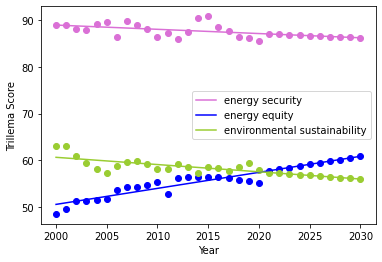 90
80
70
60
50
Trillema Score
energy security
energy equity
environmental sustainability
2000 2005 2010 2015 2020 2025 2030
Year